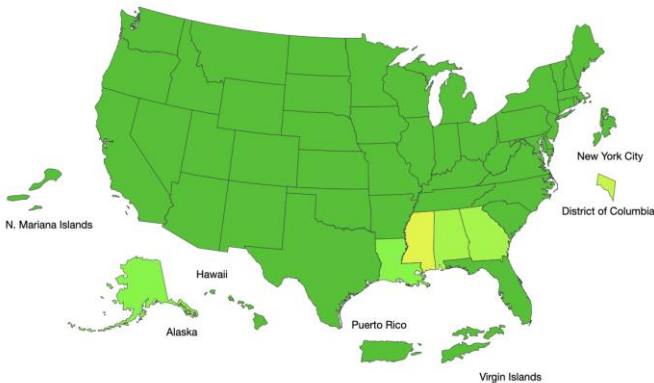 New York City
District of Columbia
N. Mariana Islands
Hawaii
Alaska
Puerto Rico
Virgin Islands